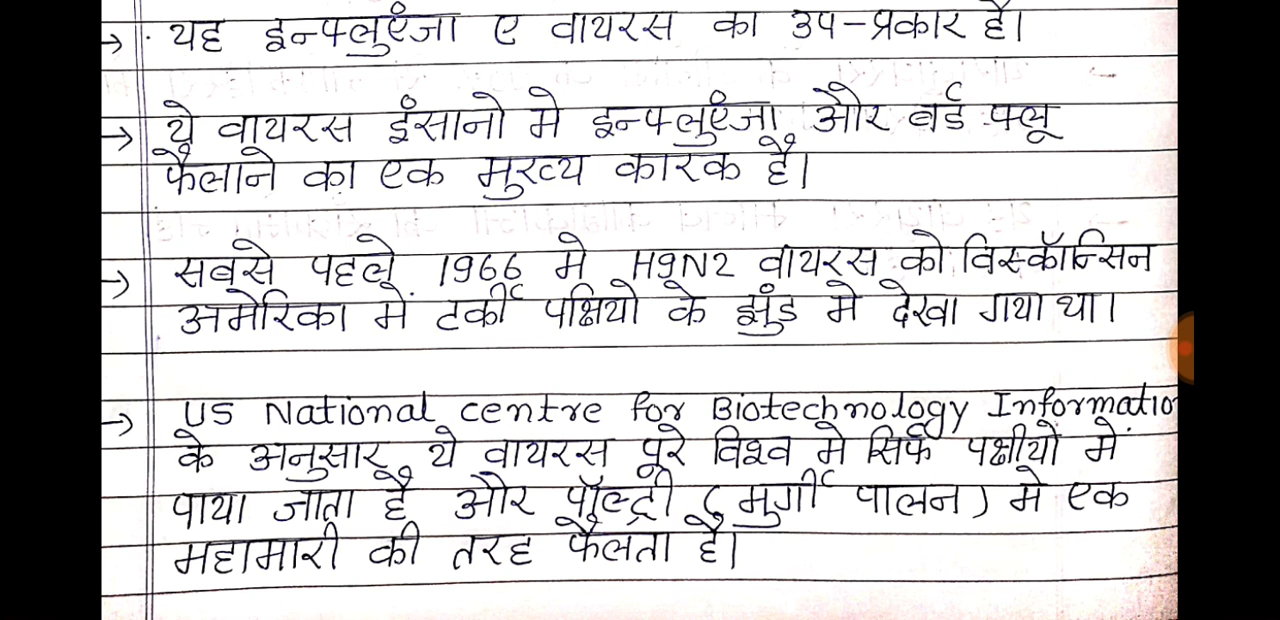 → · यह इन्फ्लुएंजा ए वायरस का उप-प्रकार है।
→ ये वायरस इंसानो मे इन्फ्लुएंजा और बर्ड फ्लू
फैलाने का एक मुख्य कारक है।
→ सबसे पहले 1966 मे H9N2 वायरस को विस्कॉन्सिन
अमेरिका में टर्की पक्षियो के झुंड मे देखा गया था।
→ US National centre for Biotechnology Informatio
के अनुसार ये वायरस पूरे विश्व मे सिर्फ पक्षीयों में
पाया जाता है और पॉल्ट्री (मुर्गी पालन) मे एक
महामारी की तरह फैलता है।